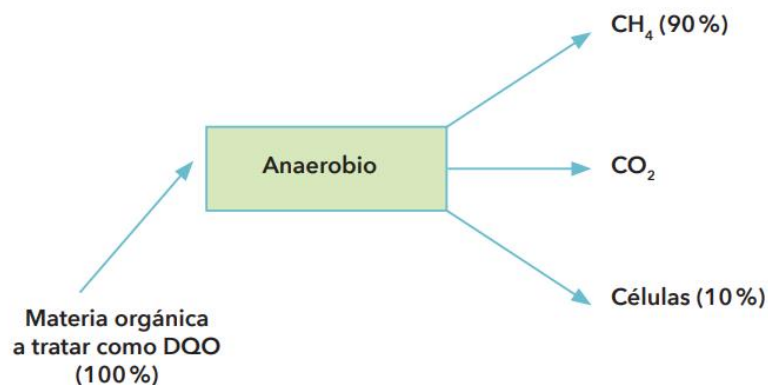 CH₄ (90 %)
Anaerobio
CO₂
Células (10 %)
Materia orgánica
a tratar como DQO
(100 %)